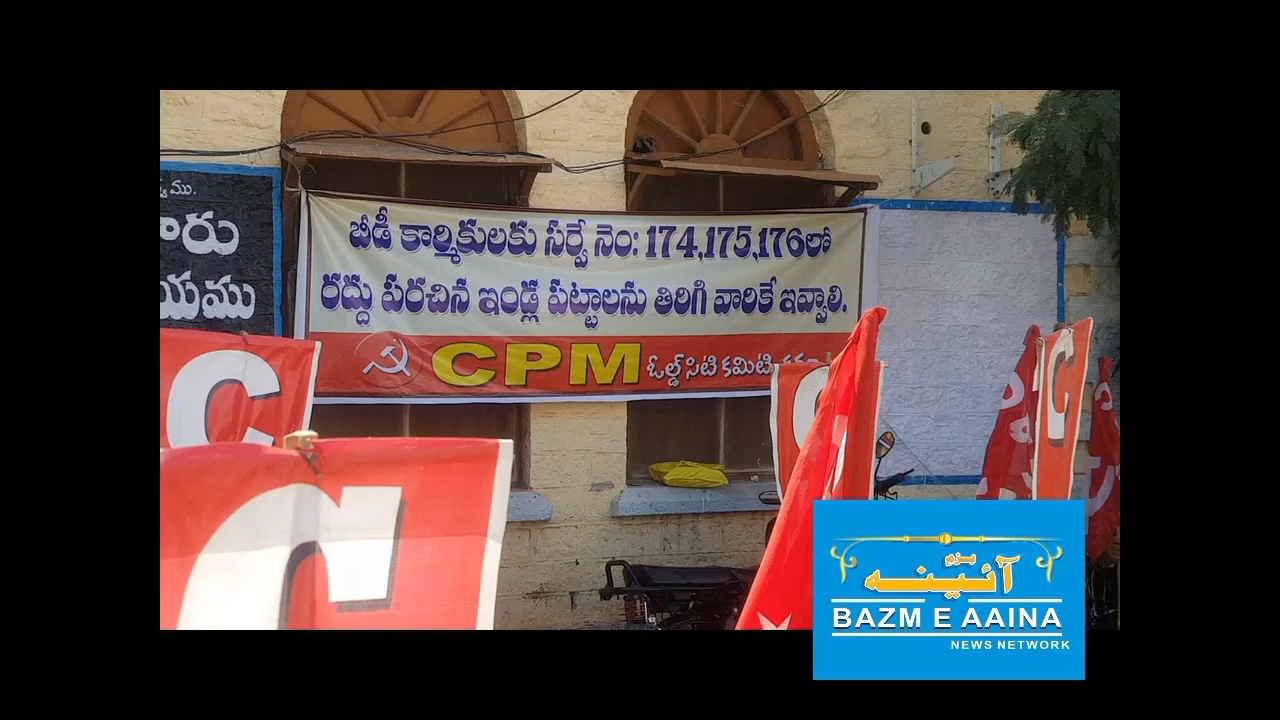 ము.
ారు
యము
బీడీ కార్మికులకు సర్వే నెం: 174,175,176లో
రద్దు పరచిన ఇండ్ల పట్టాలను తిరిగి వారికే ఇవ్వాలి.
CPM ఓల్డ్‌సిటి కమిటి
C
C
C
بزم
آئینہ
BAZM E AAINA
NEWS NETWORK